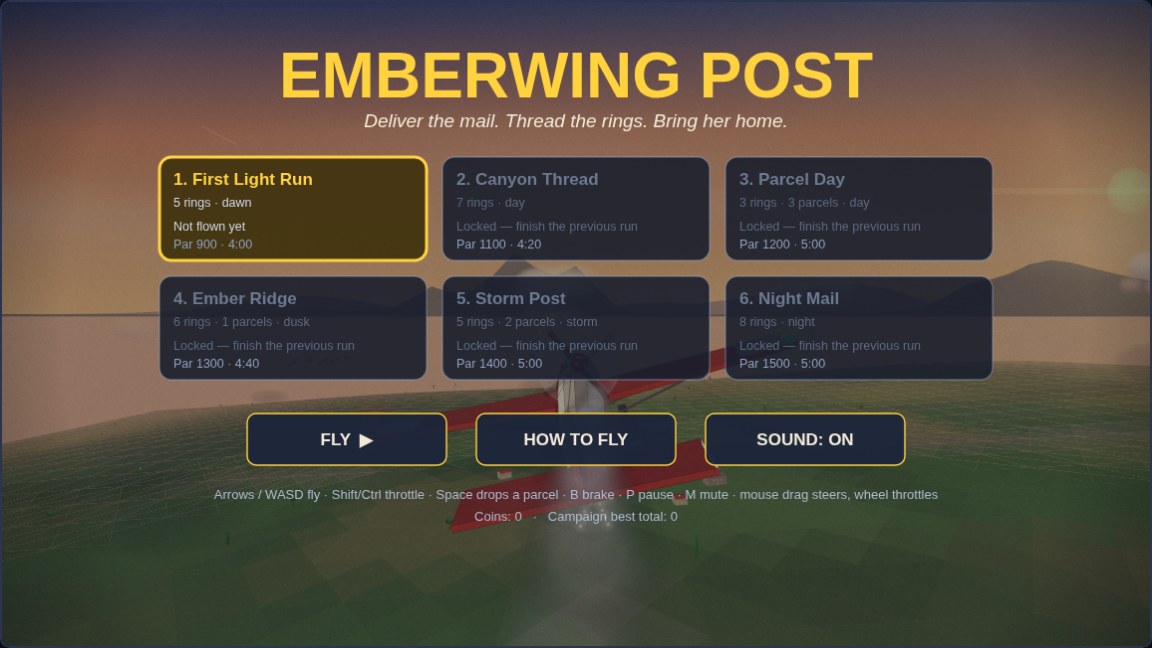 EMBERWING POST
Deliver the mail. Thread the rings. Bring her home.
1. First Light Run
5 rings · dawn
Not flown yet
Par 900 · 4:00
2. Canyon Thread
7 rings · day
Locked — finish the previous run
Par 1100 · 4:20
3. Parcel Day
3 rings · 3 parcels · day
Locked — finish the previous run
Par 1200 · 5:00
4. Ember Ridge
6 rings · 1 parcels · dusk
Locked — finish the previous run
Par 1300 · 4:40
5. Storm Post
5 rings · 2 parcels · storm
Locked — finish the previous run
Par 1400 · 5:00
6. Night Mail
8 rings · night
Locked — finish the previous run
Par 1500 · 5:00
FLY ▶
HOW TO FLY
SOUND: ON
Arrows / WASD fly · Shift/Ctrl throttle · Space drops a parcel · B brake · P pause · M mute · mouse drag steers, wheel throttles
Coins: 0 · Campaign best total: 0